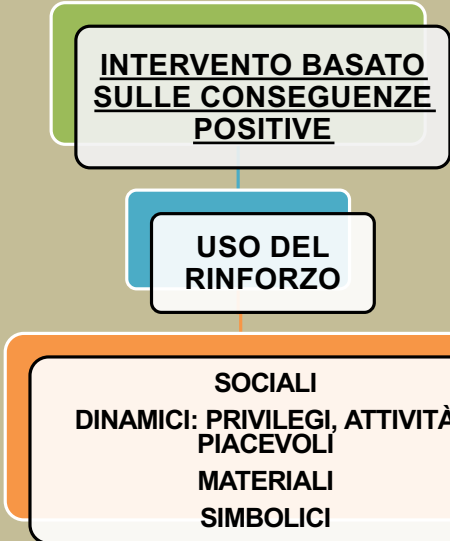 INTERVENTO BASATO
SULLE CONSEGUENZE
POSITIVE
USO DEL
RINFORZO
SOCIALI
DINAMICI: PRIVILEGI, ATTIVITÀ
PIACEVOLI
MATERIALI
SIMBOLICI